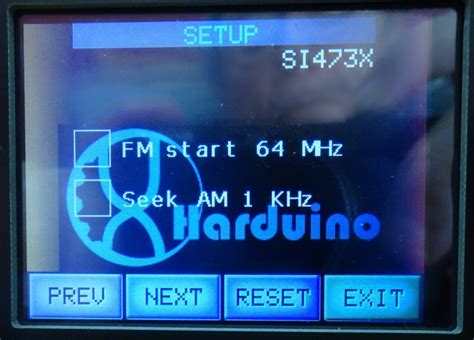 SETUP
SI473X
FM start 64 MHz
Seek AM 1 KHz
Harduino
PREV NEXT RESET EXIT